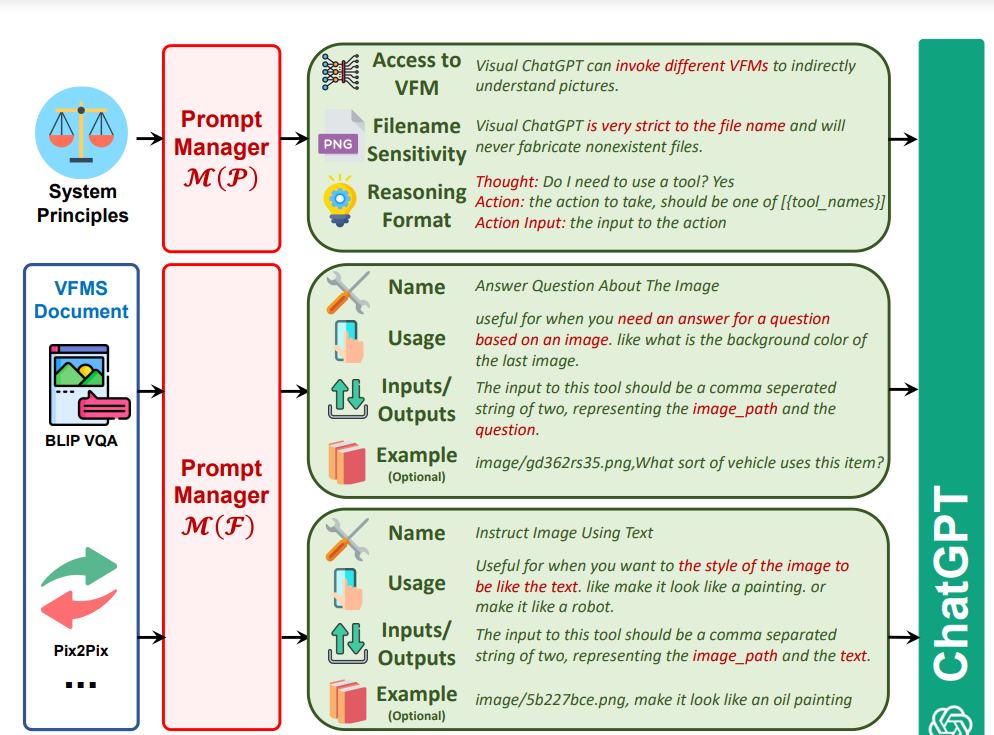 System
Principles
Prompt
Manager
𝓜(𝓟)
Access to
VFM
Visual ChatGPT can invoke different VFMs to indirectly
understand pictures.
PNG
Filename
Sensitivity
Visual ChatGPT is very strict to the file name and will
never fabricate nonexistent files.
Reasoning
Format
Thought: Do I need to use a tool? Yes
Action: the action to take, should be one of [{tool_names}]
Action Input: the input to the action
VFMS
Document
BLIP VQA
Pix2Pix
...
Prompt
Manager
𝓜(𝓕)
Name
Answer Question About The Image
Usage
useful for when you need an answer for a question
based on an image. like what is the background color of
the last image.
Inputs/
Outputs
The input to this tool should be a comma seperated
string of two, representing the image_path and the
question.
Example
(Optional)
image/gd362rs35.png,What sort of vehicle uses this item?
Name
Instruct Image Using Text
Usage
Useful for when you want to the style of the image to
be like the text. like make it look like a painting. or
make it like a robot.
Inputs/
Outputs
The input to this tool should be a comma separated
string of two, representing the image_path and the text.
Example
(Optional)
image/5b227bce.png, make it look like an oil painting
ChatGPT